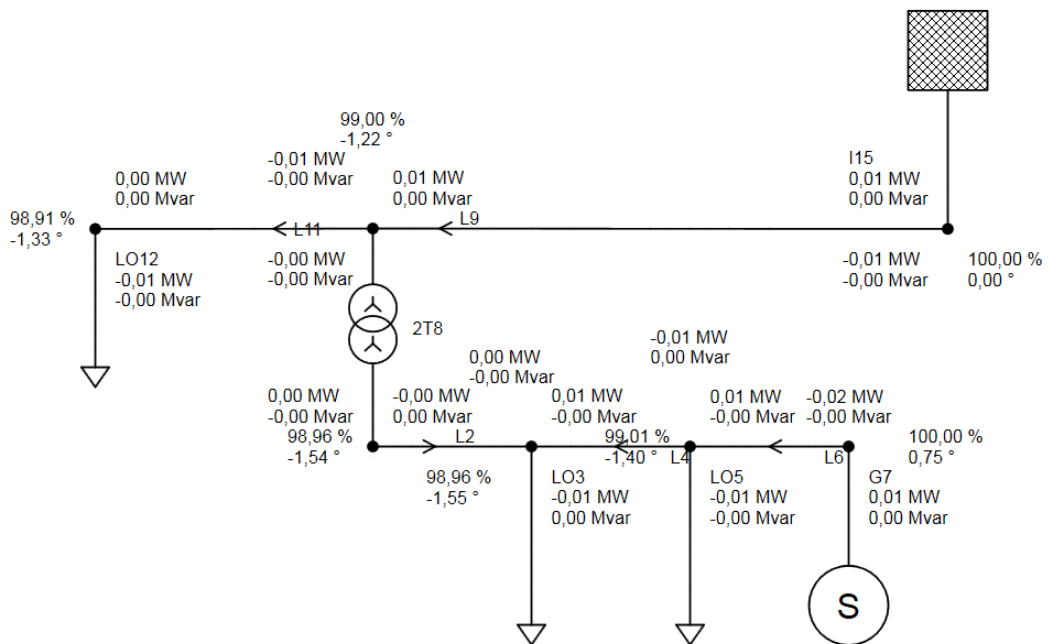 99,00 %
-1,22 °
-0,01 MW
-0,00 Mvar
0,00 MW
0,00 Mvar
0,01 MW
0,00 Mvar
I15
0,01 MW
0,00 Mvar
98,91 %
-1,33 °
L11
L9
LO12
-0,01 MW
-0,00 Mvar
-0,00 MW
-0,00 Mvar
-0,01 MW
-0,00 Mvar
100,00 %
0,00 °
2T8
-0,01 MW
0,00 Mvar
0,00 MW
-0,00 Mvar
0,00 MW
-0,00 Mvar
-0,00 MW
0,00 Mvar
0,01 MW
-0,00 Mvar
0,01 MW
-0,00 Mvar
-0,02 MW
-0,00 Mvar
98,96 %
-1,54 °
L2
99,01 %
-1,40 °
L4
L6
100,00 %
0,75 °
98,96 %
-1,55 °
LO3
-0,01 MW
0,00 Mvar
LO5
-0,01 MW
-0,00 Mvar
G7
0,01 MW
0,00 Mvar
S